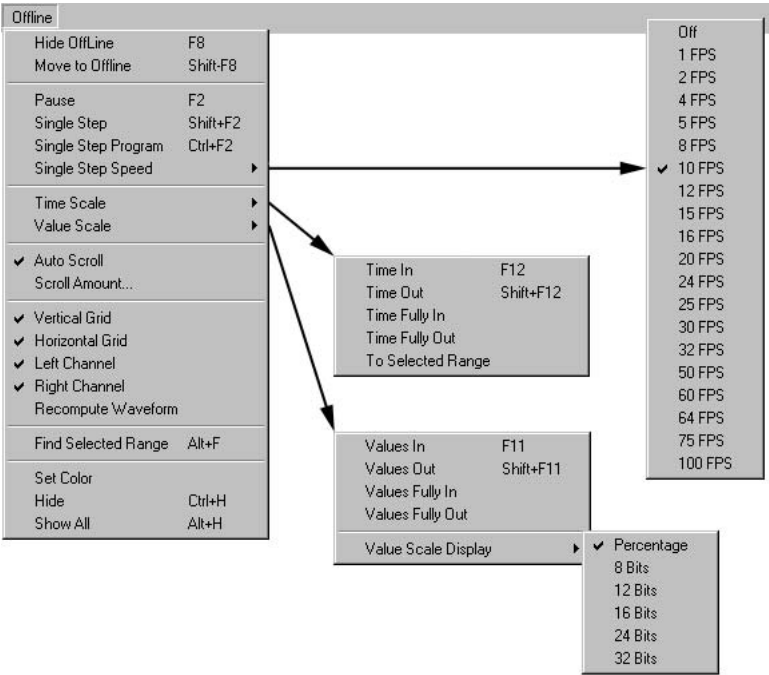 Offline
Hide OffLine F8
Move to Offline Shift-F8
Pause F2
Single Step Shift+F2
Single Step Program Ctrl+F2
Single Step Speed
Time Scale
Value Scale
Auto Scroll
Scroll Amount...
Vertical Grid
Horizontal Grid
Left Channel
Right Channel
Recompute Waveform
Find Selected Range Alt+F
Set Color
Hide Ctrl+H
Show All Alt+H
Time In F12
Time Out Shift+F12
Time Fully In
Time Fully Out
To Selected Range
Values In F11
Values Out Shift+F11
Values Fully In
Values Fully Out
Value Scale Display
Percentage
8 Bits
12 Bits
16 Bits
24 Bits
32 Bits
Off
1 FPS
2 FPS
4 FPS
5 FPS
8 FPS
10 FPS
12 FPS
15 FPS
16 FPS
20 FPS
24 FPS
25 FPS
30 FPS
32 FPS
50 FPS
60 FPS
64 FPS
75 FPS
100 FPS